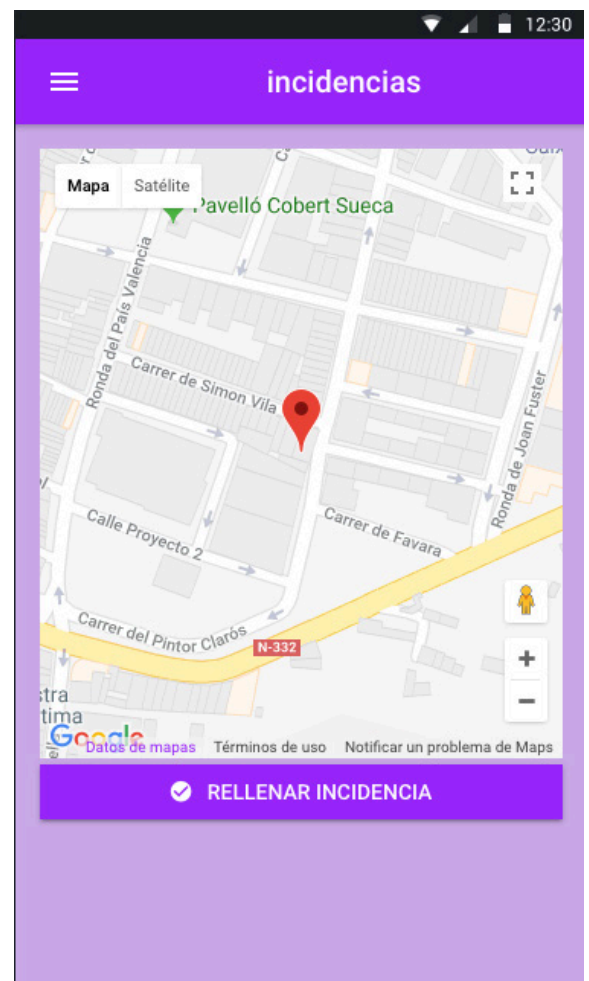 12:30
incidencias
Mapa Satélite
Pavelló Cobert Sueca
Ronda del País Valencia
Carrer de Simon Vila
Ronda de Joan Fuster
Calle Proyecto 2
Carrer de Favara
Carrer del Pintor Clarós
N-332
+
−
Google
Datos de mapas Términos de uso Notificar un problema de Maps
RELLENAR INCIDENCIA